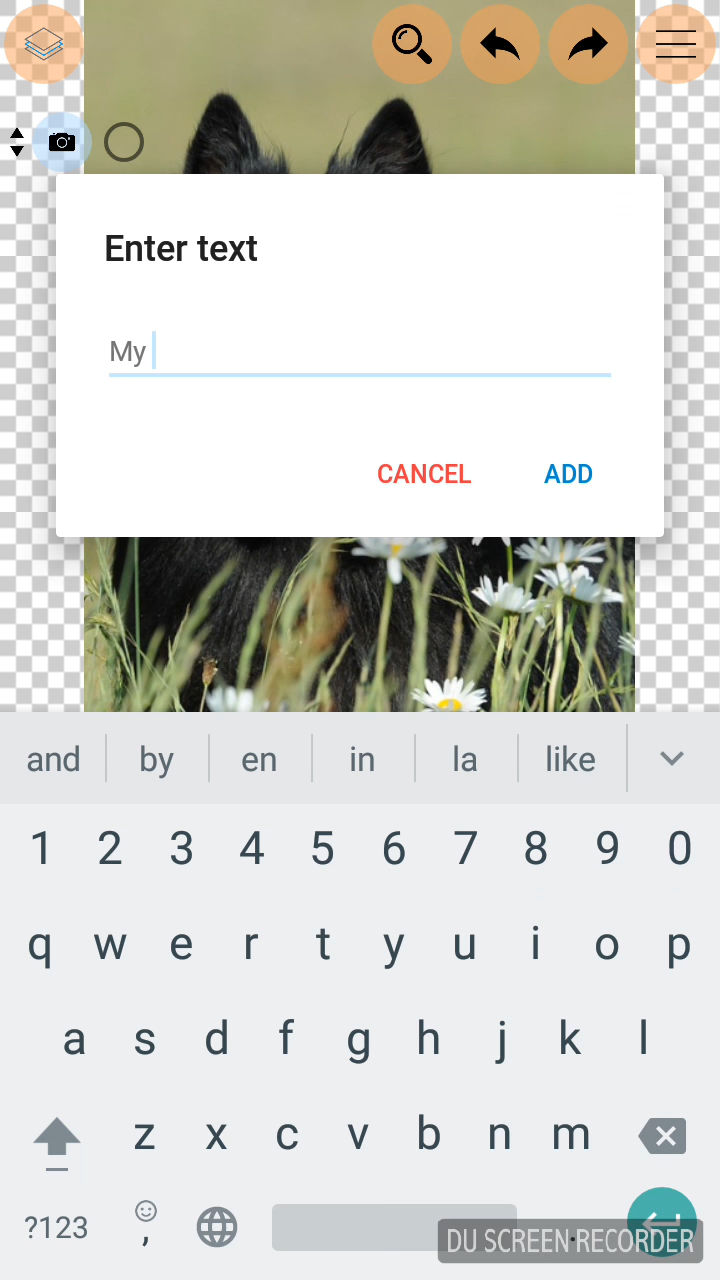 Enter text
My
CANCEL ADD
and by en in la like
1 2 3 4 5 6 7 8 9 0
q w e r t y u i o p
a s d f g h j k l
z x c v b n m
?123 , .
DU SCREEN RECORDER